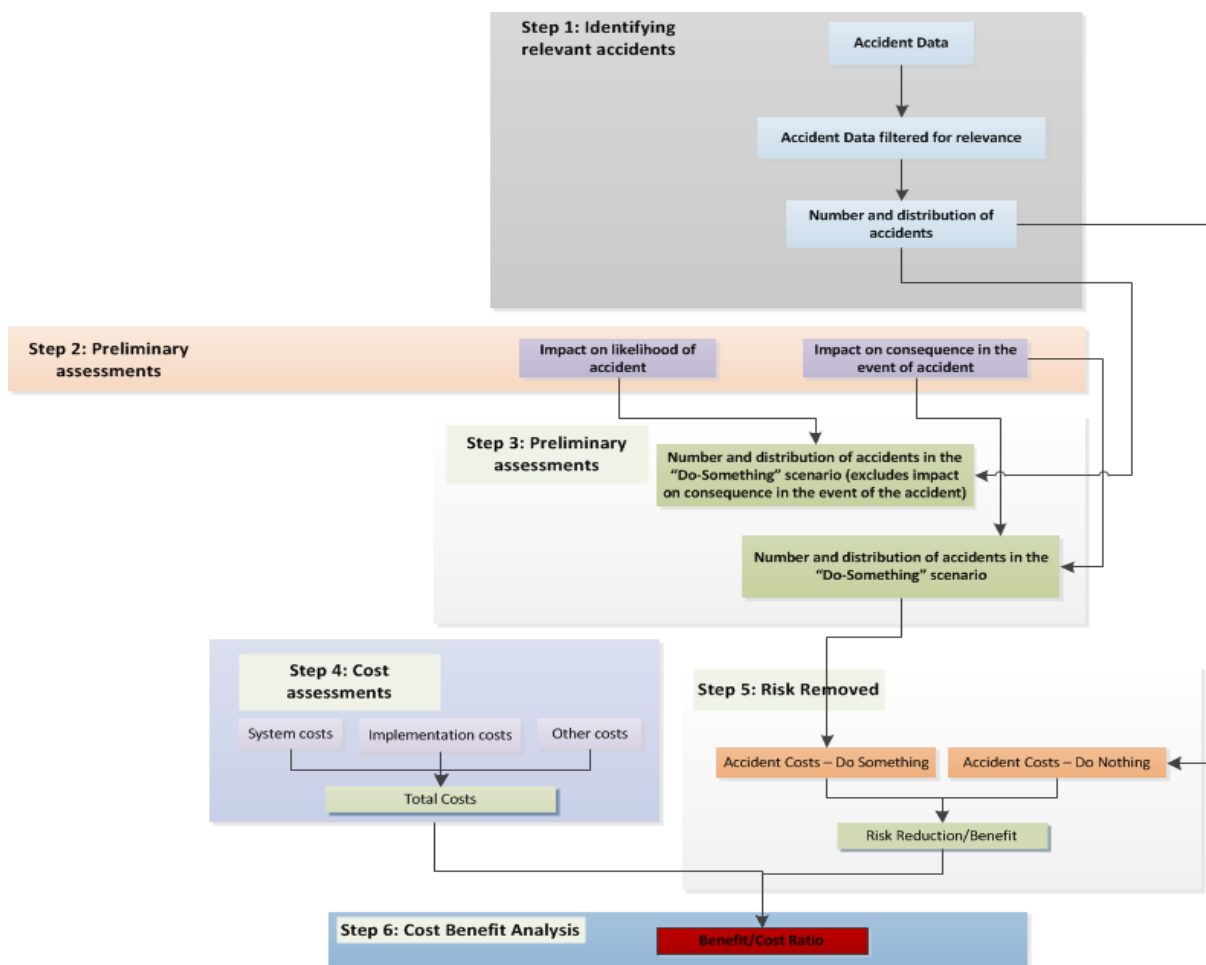 Step 1: Identifying
relevant accidents
Accident Data
Accident Data filtered for relevance
Number and distribution of
accidents
Step 2: Preliminary
assessments
Impact on likelihood of
accident
Impact on consequence in the
event of accident
Step 3: Preliminary
assessments
Number and distribution of accidents in the
“Do-Something” scenario (excludes impact
on consequence in the event of the accident)
Number and distribution of accidents in the
“Do-Something” scenario
Step 4: Cost
assessments
System costs
Implementation costs
Other costs
Total Costs
Step 5: Risk Removed
Accident Costs – Do Something
Accident Costs – Do Nothing
Risk Reduction/Benefit
Step 6: Cost Benefit Analysis
Benefit/Cost Ratio